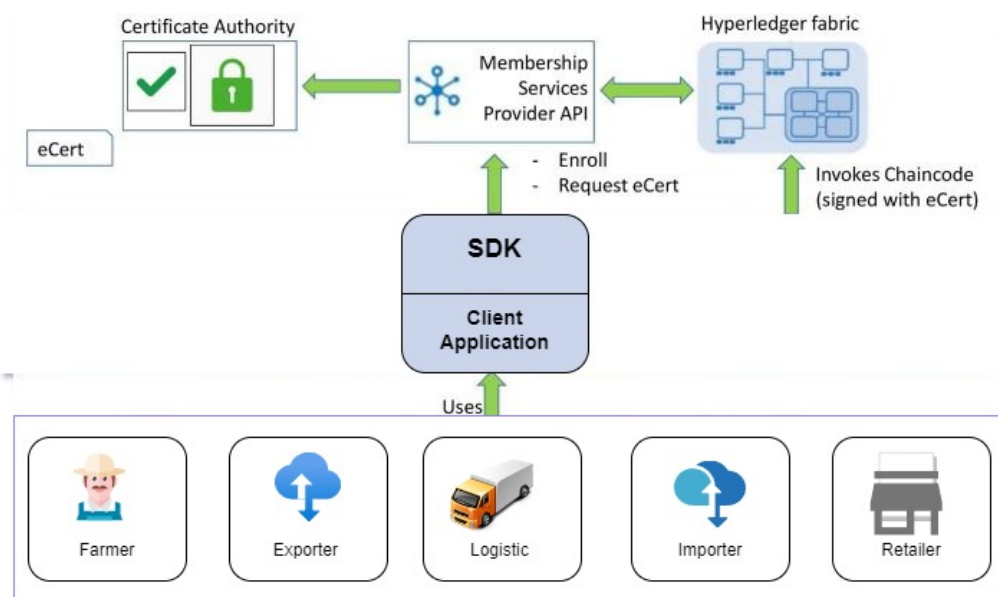 Certificate Authority
Hyperledger fabric
Membership
Services
Provider API
eCert
- Enroll
- Request eCert
Invokes Chaincode
(signed with eCert)
SDK
Client
Application
Uses
Farmer
Exporter
Logistic
Importer
Retailer